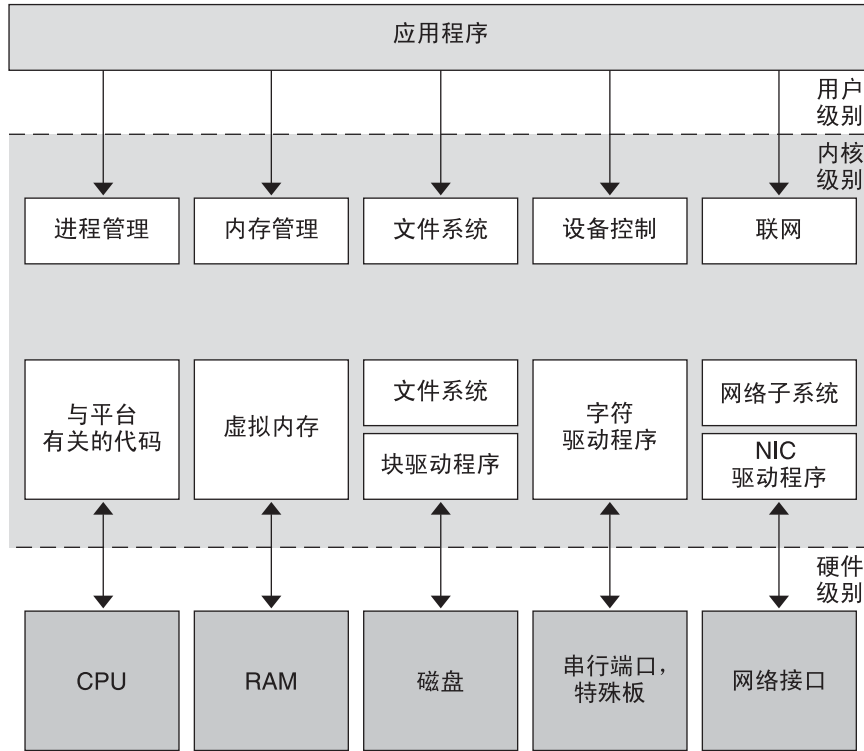 应用程序
用户
级别
内核
级别
进程管理
内存管理
文件系统
设备控制
联网
与平台
有关的代码
虚拟内存
文件系统
块驱动程序
字符
驱动程序
网络子系统
NIC
驱动程序
硬件
级别
CPU
RAM
磁盘
串行端口，
特殊板
网络接口